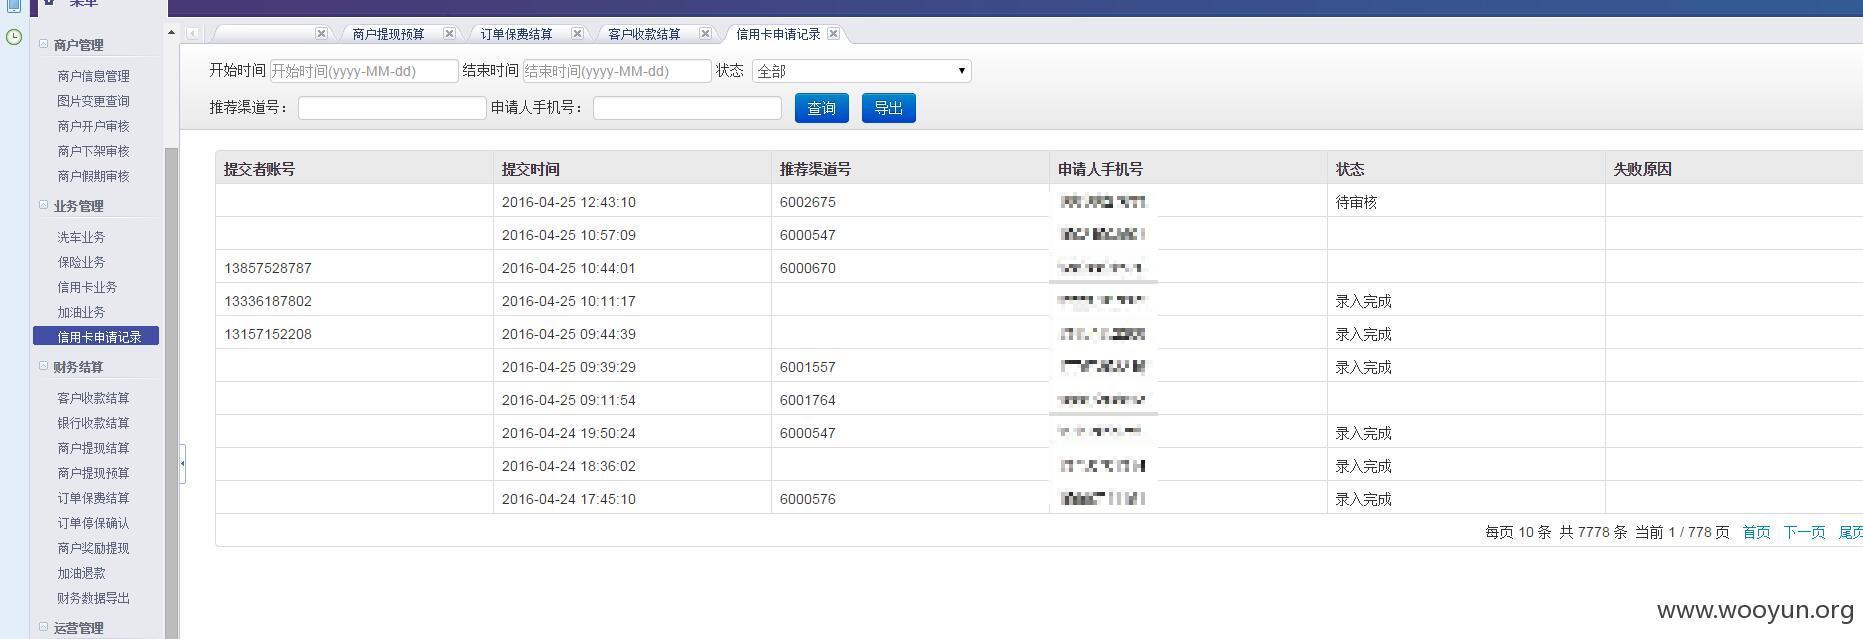 菜单
商户管理
商户信息管理
图片变更查询
商户开户审核
商户下架审核
商户假期审核
业务管理
洗车业务
保险业务
信用卡业务
加油业务
信用卡申请记录
财务结算
客户收款结算
银行收款结算
商户提现结算
商户提现预算
订单保费结算
订单停保确认
商户奖励提现
加油退款
财务数据导出
运营管理
商户提现预算 订单保费结算 客户收款结算 信用卡申请记录
开始时间 开始时间(yyyy-MM-dd) 结束时间 结束时间(yyyy-MM-dd) 状态 全部
推荐渠道号： 申请人手机号： 查询 导出
提交者账号 提交时间 推荐渠道号 申请人手机号 状态 失败原因
2016-04-25 12:43:10 6002675 待审核
2016-04-25 10:57:09 6000547
13857528787 2016-04-25 10:44:01 6000670
13336187802 2016-04-25 10:11:17 录入完成
13157152208 2016-04-25 09:44:39 录入完成
2016-04-25 09:39:29 6001557 录入完成
2016-04-25 09:11:54 6001764
2016-04-24 19:50:24 6000547 录入完成
2016-04-24 18:36:02 录入完成
2016-04-24 17:45:10 6000576 录入完成
每页 10 条 共 7778 条 当前 1 / 778 页 首页 下一页 尾页
www.wooyun.org